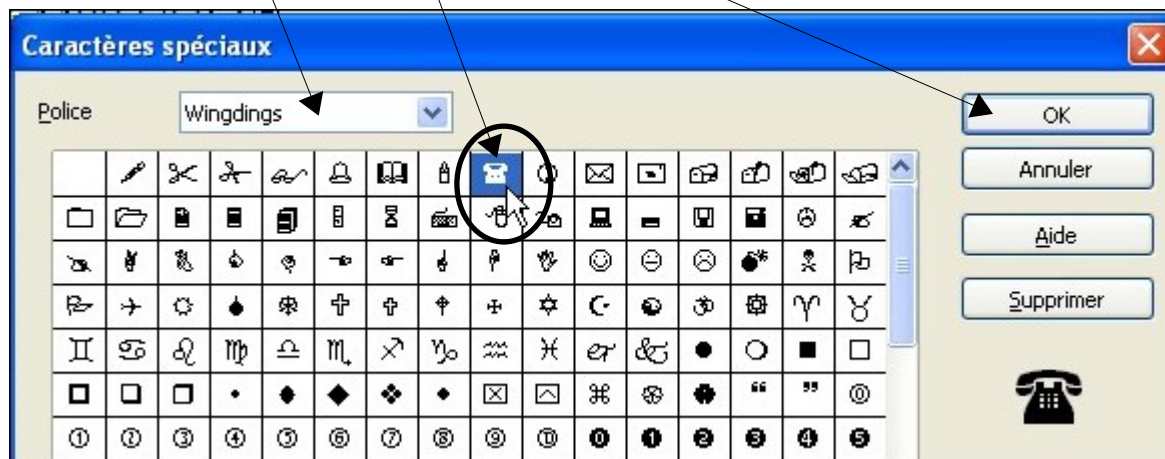 Caractères spéciaux
Police
Wingdings
OK
Annuler
Aide
Supprimer